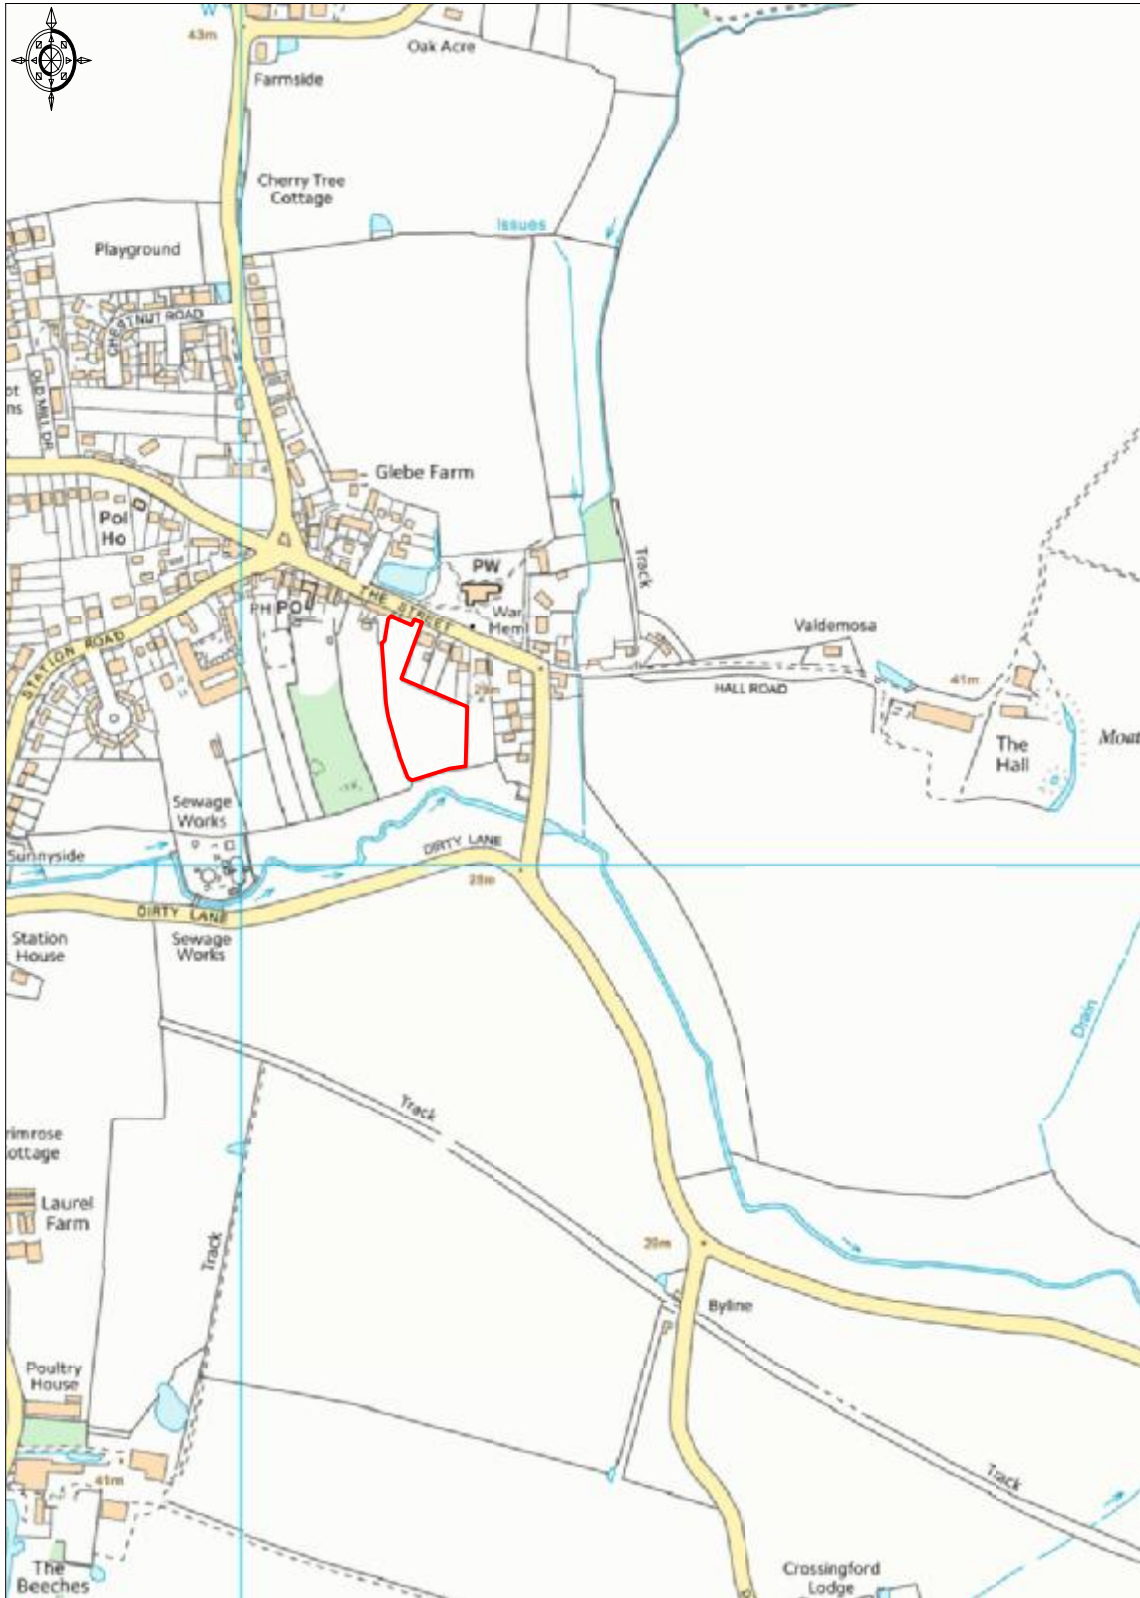 W
43m
Oak Acre
Farmside
Cherry Tree
Cottage
Issues
Playground
CHESTNUT ROAD
OLD MILL DR
Glebe Farm
Pol
Ho
PW
Track
THE STREET
PH
PO
War
Meml
Valdemosa
STATION ROAD
HALL ROAD
41m
29m
The
Hall
Moat
Sewage
Works
Sunnyside
DIRTY LANE
28m
DIRTY LANE
Station
House
Sewage
Works
Drain
Track
rimrose
ottage
Laurel
Farm
Track
20m
Byline
Poultry
House
41m
Track
The
Beeches
Crossingford
Lodge